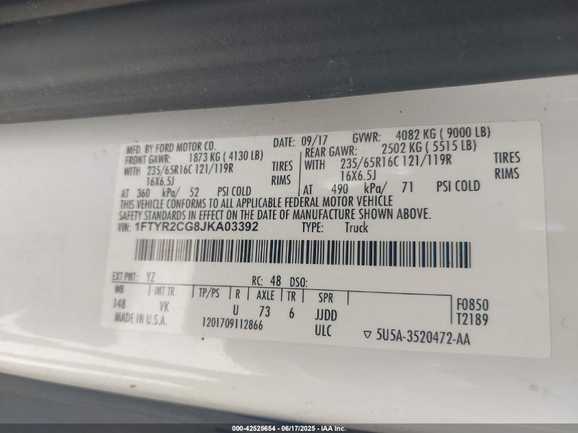 MFD. BY FORD MOTOR CO.
DATE: 09/17 GVWR: 4082 KG ( 9000 LB)
FRONT GAWR: 1873 KG ( 4130 LB) REAR GAWR: 2502 KG ( 5515 LB)
WITH 235/65R16C 121/119R TIRES WITH 235/65R16C 121/119R TIRES
16X6.5J RIMS 16X6.5J RIMS
AT 360 kPa/ 52 PSI COLD AT 490 kPa/ 71 PSI COLD
THIS VEHICLE CONFORMS TO ALL APPLICABLE FEDERAL MOTOR VEHICLE
SAFETY STANDARDS IN EFFECT ON THE DATE OF MANUFACTURE SHOWN ABOVE.
VIN: 1FTYR2CG8JKA03392 TYPE: Truck
EXT PNT: YZ RC: 48 DSO:
WB INT TR TP/PS R AXLE TR SPR
148 VK U 73 6 JJDD
MADE IN U.S.A. 1201709112866 ULC
F0850
T2189
▽ 5U5A-3520472-AA
000-42525654 - 06/17/2025 - IAA Inc.